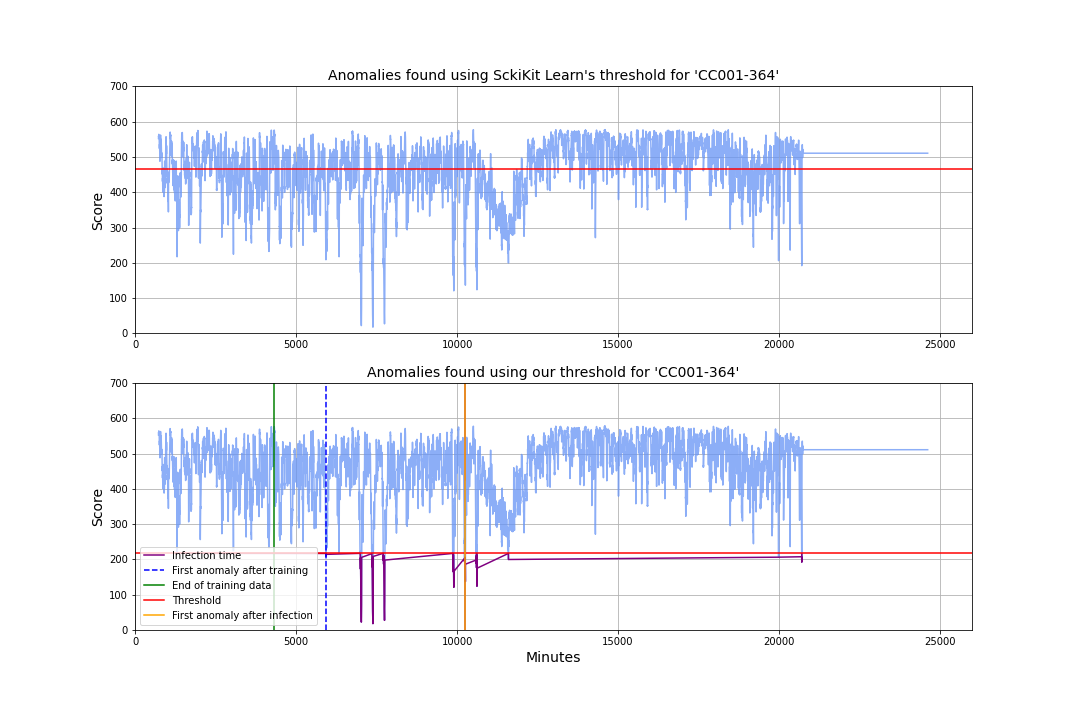 Anomalies found using SckiKit Learn's threshold for 'CC001-364'
700
600
500
400
300
200
100
0
Score
0 5000 10000 15000 20000 25000
Anomalies found using our threshold for 'CC001-364'
700
600
500
400
300
200
100
0
Score
Infection time
First anomaly after training
End of training data
Threshold
First anomaly after infection
0 5000 10000 15000 20000 25000
Minutes